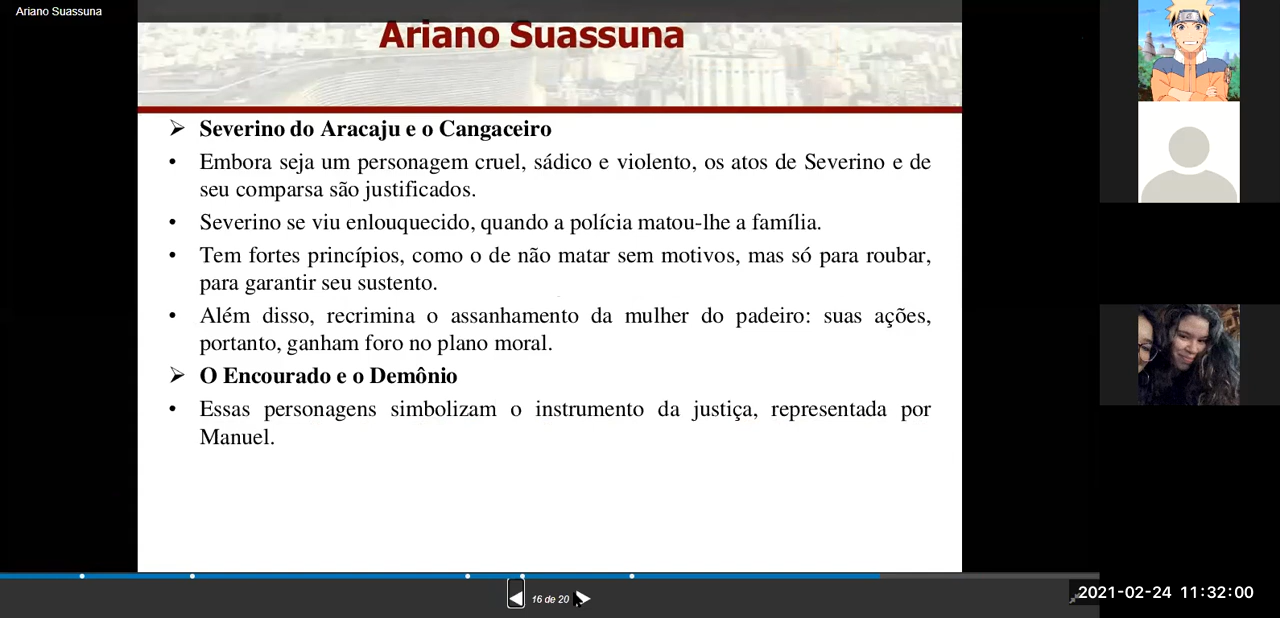 Ariano Suassuna
Ariano Suassuna
➢ Severino do Aracaju e o Cangaceiro
• Embora seja um personagem cruel, sádico e violento, os atos de Severino e de
seu comparsa são justificados.
• Severino se viu enlouquecido, quando a polícia matou-lhe a família.
• Tem fortes princípios, como o de não matar sem motivos, mas só para roubar,
para garantir seu sustento.
• Além disso, recrimina o assanhamento da mulher do padeiro: suas ações,
portanto, ganham foro no plano moral.
➢ O Encourado e o Demônio
• Essas personagens simbolizam o instrumento da justiça, representada por
Manuel.
16 de 20
2021-02-24 11:32:00